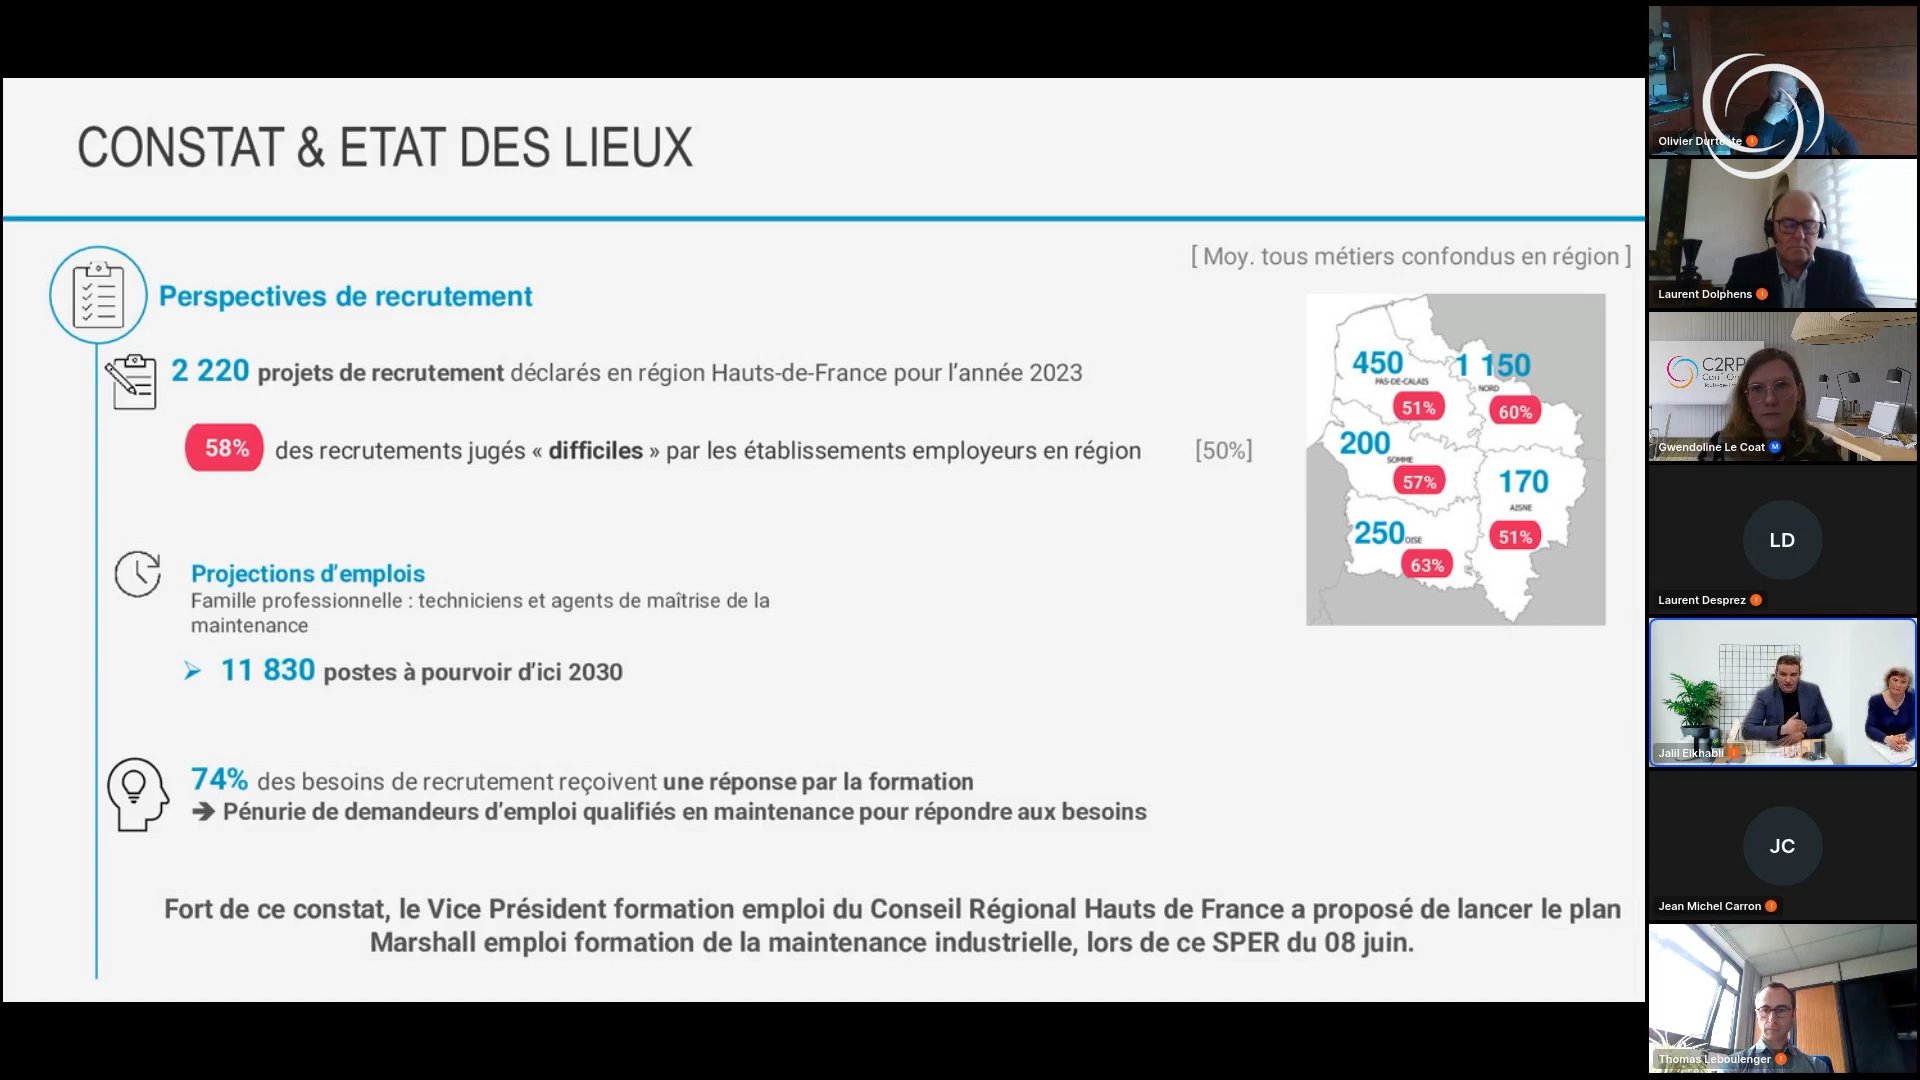 CONSTAT & ETAT DES LIEUX
[ Moy. tous métiers confondus en région ]
Perspectives de recrutement
2 220 projets de recrutement déclarés en région Hauts-de-France pour l’année 2023
58% des recrutements jugés « difficiles » par les établissements employeurs en région [50%]
450
PAS-DE-CALAIS
51%
1 150
NORD
60%
200
SOMME
57%
170
AISNE
51%
250 OISE
63%
Projections d’emplois
Famille professionnelle : techniciens et agents de maîtrise de la
maintenance
11 830 postes à pourvoir d’ici 2030
74% des besoins de recrutement reçoivent une réponse par la formation
➔ Pénurie de demandeurs d’emploi qualifiés en maintenance pour répondre aux besoins
Fort de ce constat, le Vice Président formation emploi du Conseil Régional Hauts de France a proposé de lancer le plan
Marshall emploi formation de la maintenance industrielle, lors de ce SPER du 08 juin.
Olivier
Laurent Dolphens
C2RP
Gwendoline Le Coat M
LD
Laurent Desprez
Jalil Elkhabli
JC
Jean Michel Carron
Thomas Leboulenger